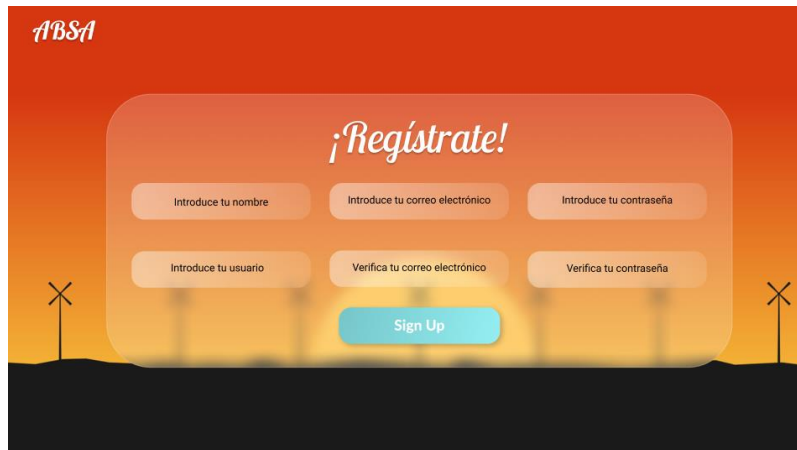 ABSA
¡Regístrate!
Introduce tu nombre
Introduce tu correo electrónico
Introduce tu contraseña
Introduce tu usuario
Verifica tu correo electrónico
Verifica tu contraseña
Sign Up